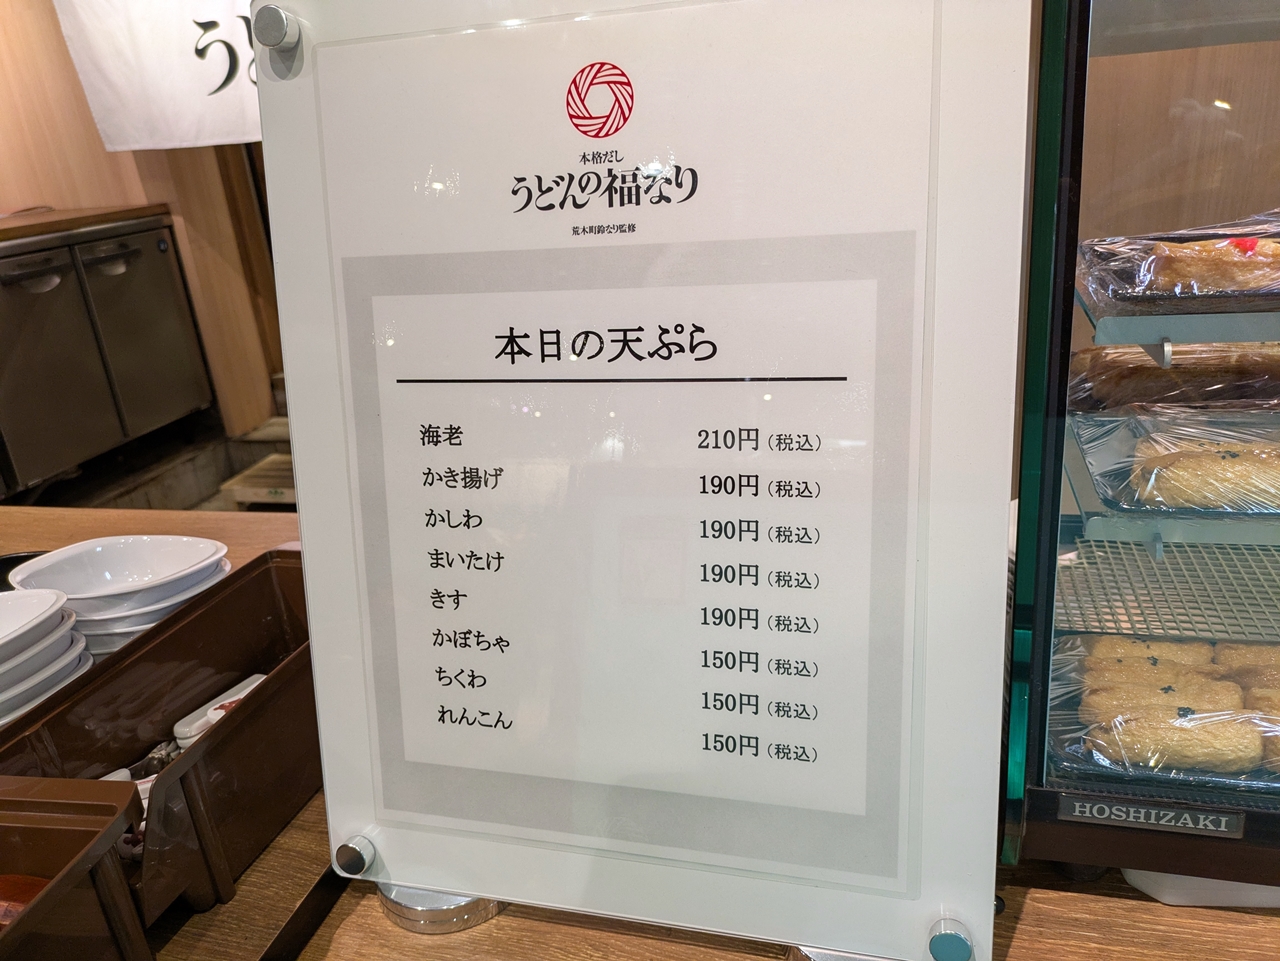 うど
本格だし
うどんの福なり
荒木町鈴なり監修
本日の天ぷら
海老 210円(税込)
かき揚げ 190円(税込)
かしわ 190円(税込)
まいたけ 190円(税込)
きす 190円(税込)
かぼちゃ 150円(税込)
ちくわ 150円(税込)
れんこん 150円(税込)
HOSHIZAKI